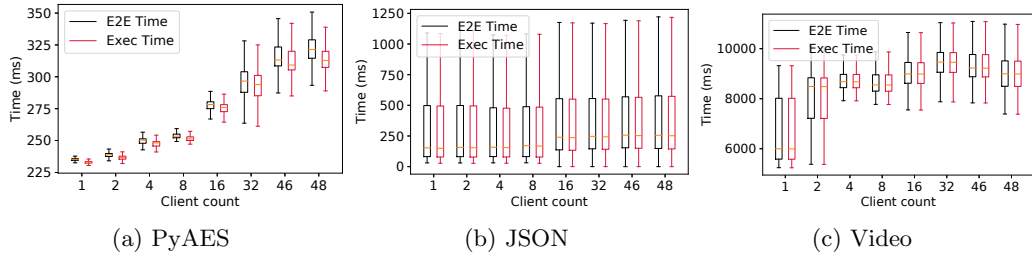 350
325
300
275
250
225
Time (ms)
E2E Time
Exec Time
1 2 4 8 16 32 46 48
Client count
(a) PyAES
1250
1000
750
500
250
0
Time (ms)
E2E Time
Exec Time
1 2 4 8 16 32 46 48
Client count
(b) JSON
10000
8000
6000
Time (ms)
E2E Time
Exec Time
1 2 4 8 16 32 46 48
Client count
(c) Video